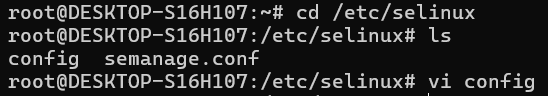 root@DESKTOP-S16H107:~# cd /etc/selinux
root@DESKTOP-S16H107:/etc/selinux# ls
config  semanage.conf
root@DESKTOP-S16H107:/etc/selinux# vi config